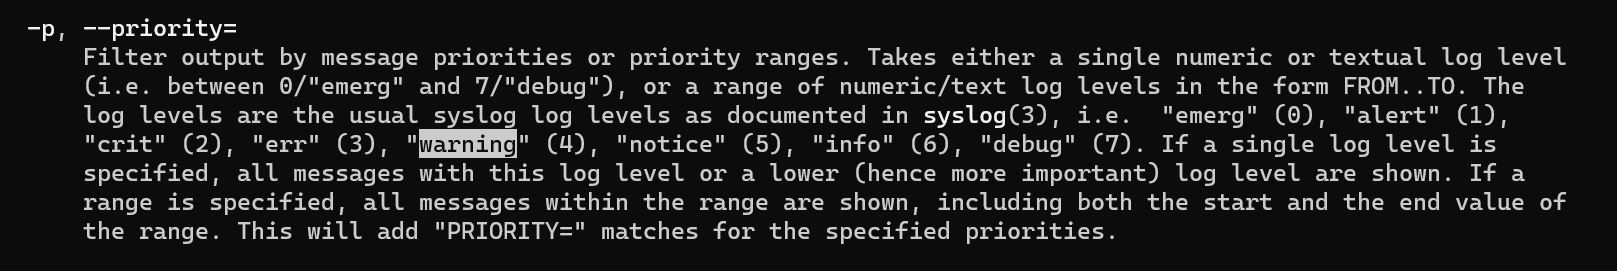 -p, --priority=
Filter output by message priorities or priority ranges. Takes either a single numeric or textual log level
(i.e. between 0/"emerg" and 7/"debug"), or a range of numeric/text log levels in the form FROM..TO. The
log levels are the usual syslog log levels as documented in syslog(3), i.e.  "emerg" (0), "alert" (1),
"crit" (2), "err" (3), "warning" (4), "notice" (5), "info" (6), "debug" (7). If a single log level is
specified, all messages with this log level or a lower (hence more important) log level are shown. If a
range is specified, all messages within the range are shown, including both the start and the end value of
the range. This will add "PRIORITY=" matches for the specified priorities.